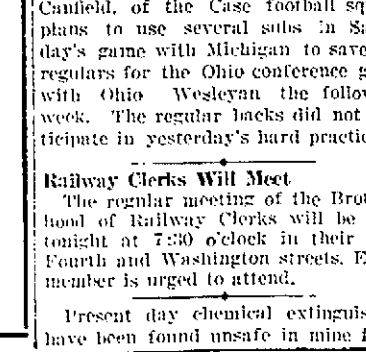 Canfield, of the Case football sq
plans to use several subs in Sa
day's game with Michigan to save
regulars for the Ohio conference g
with Ohio Wesleyan the follow
week. The regular backs did not
ticipate in yesterday's hard practic
Railway Clerks Will Meet
The regular meeting of the Brot
hood of Railway Clerks will be
tonight at 7:30 o'clock in their
Fourth and Washington streets. E
member is urged to attend.
Present day chemical extinguis
have been found unsafe in mine f